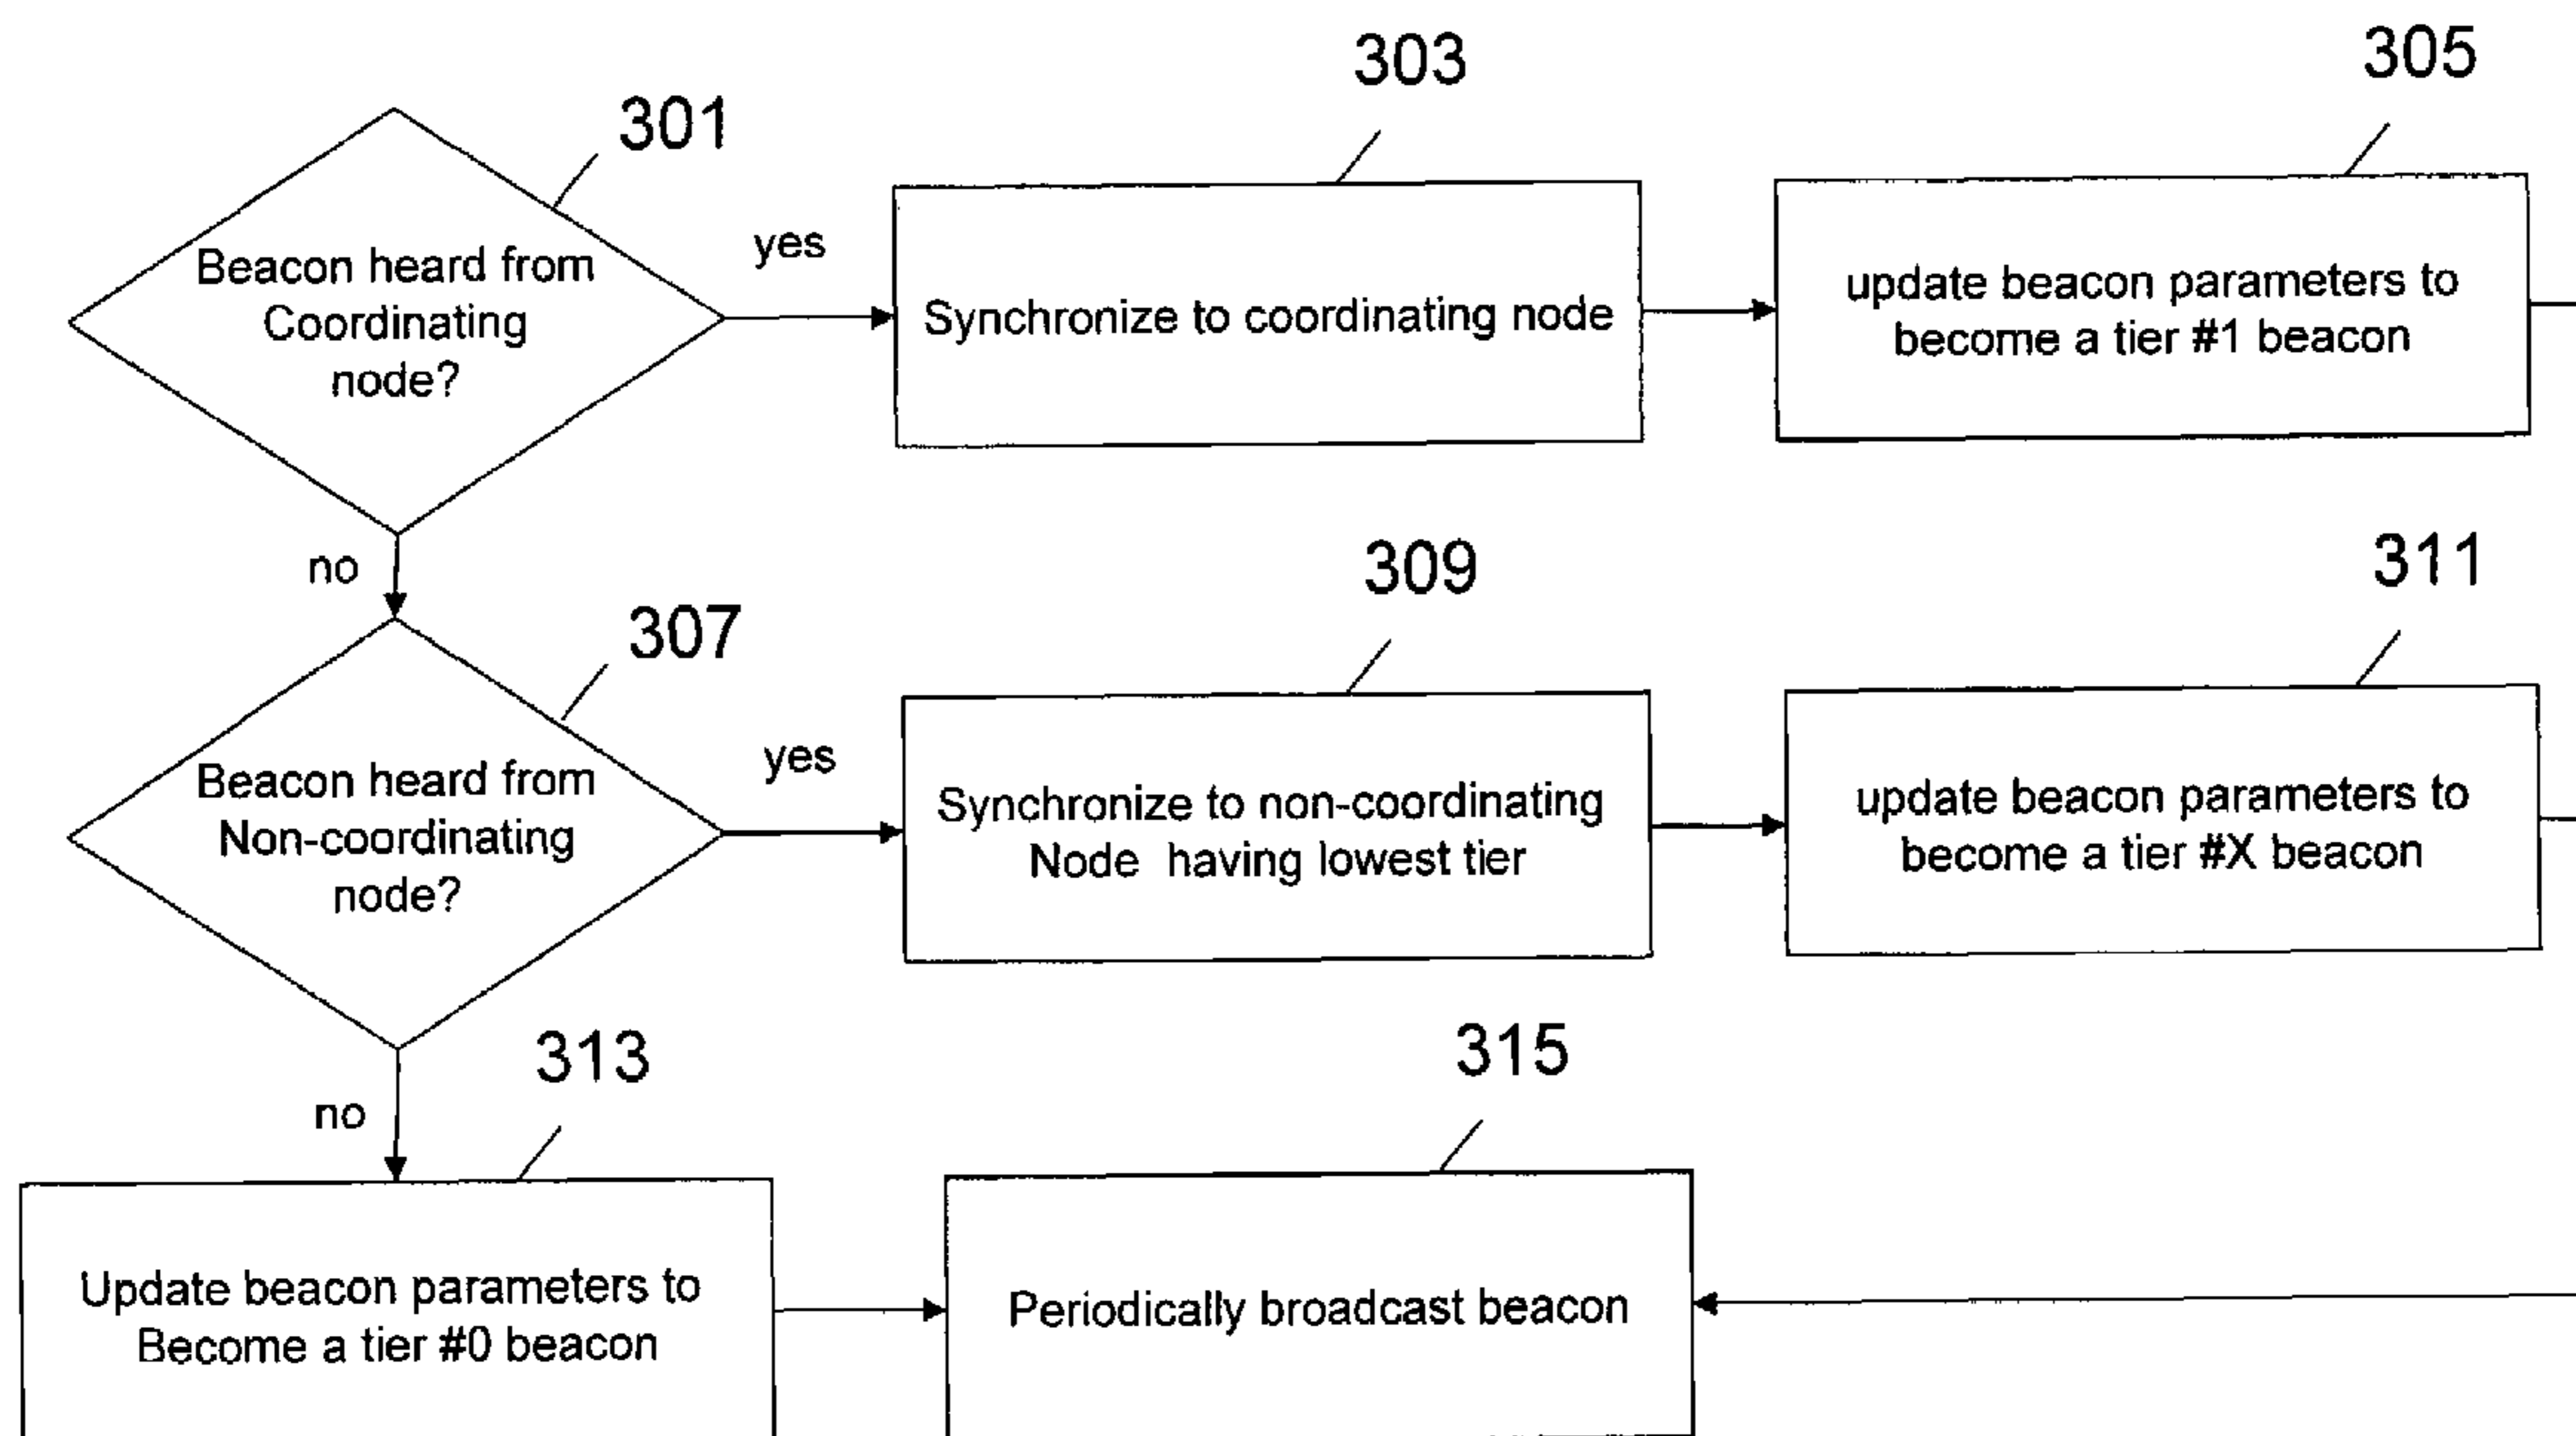 303
305
301
yes
Beacon heard from
Coordinating
node?
Synchronize to coordinating node
update beacon parameters to
become a tier #1 beacon
no
309
311
307
yes
Beacon heard from
Non-coordinating
node?
Synchronize to non-coordinating
Node having lowest tier
update beacon parameters to
become a tier #X beacon
313
315
no
Update beacon parameters to
Become a tier #0 beacon
Periodically broadcast beacon